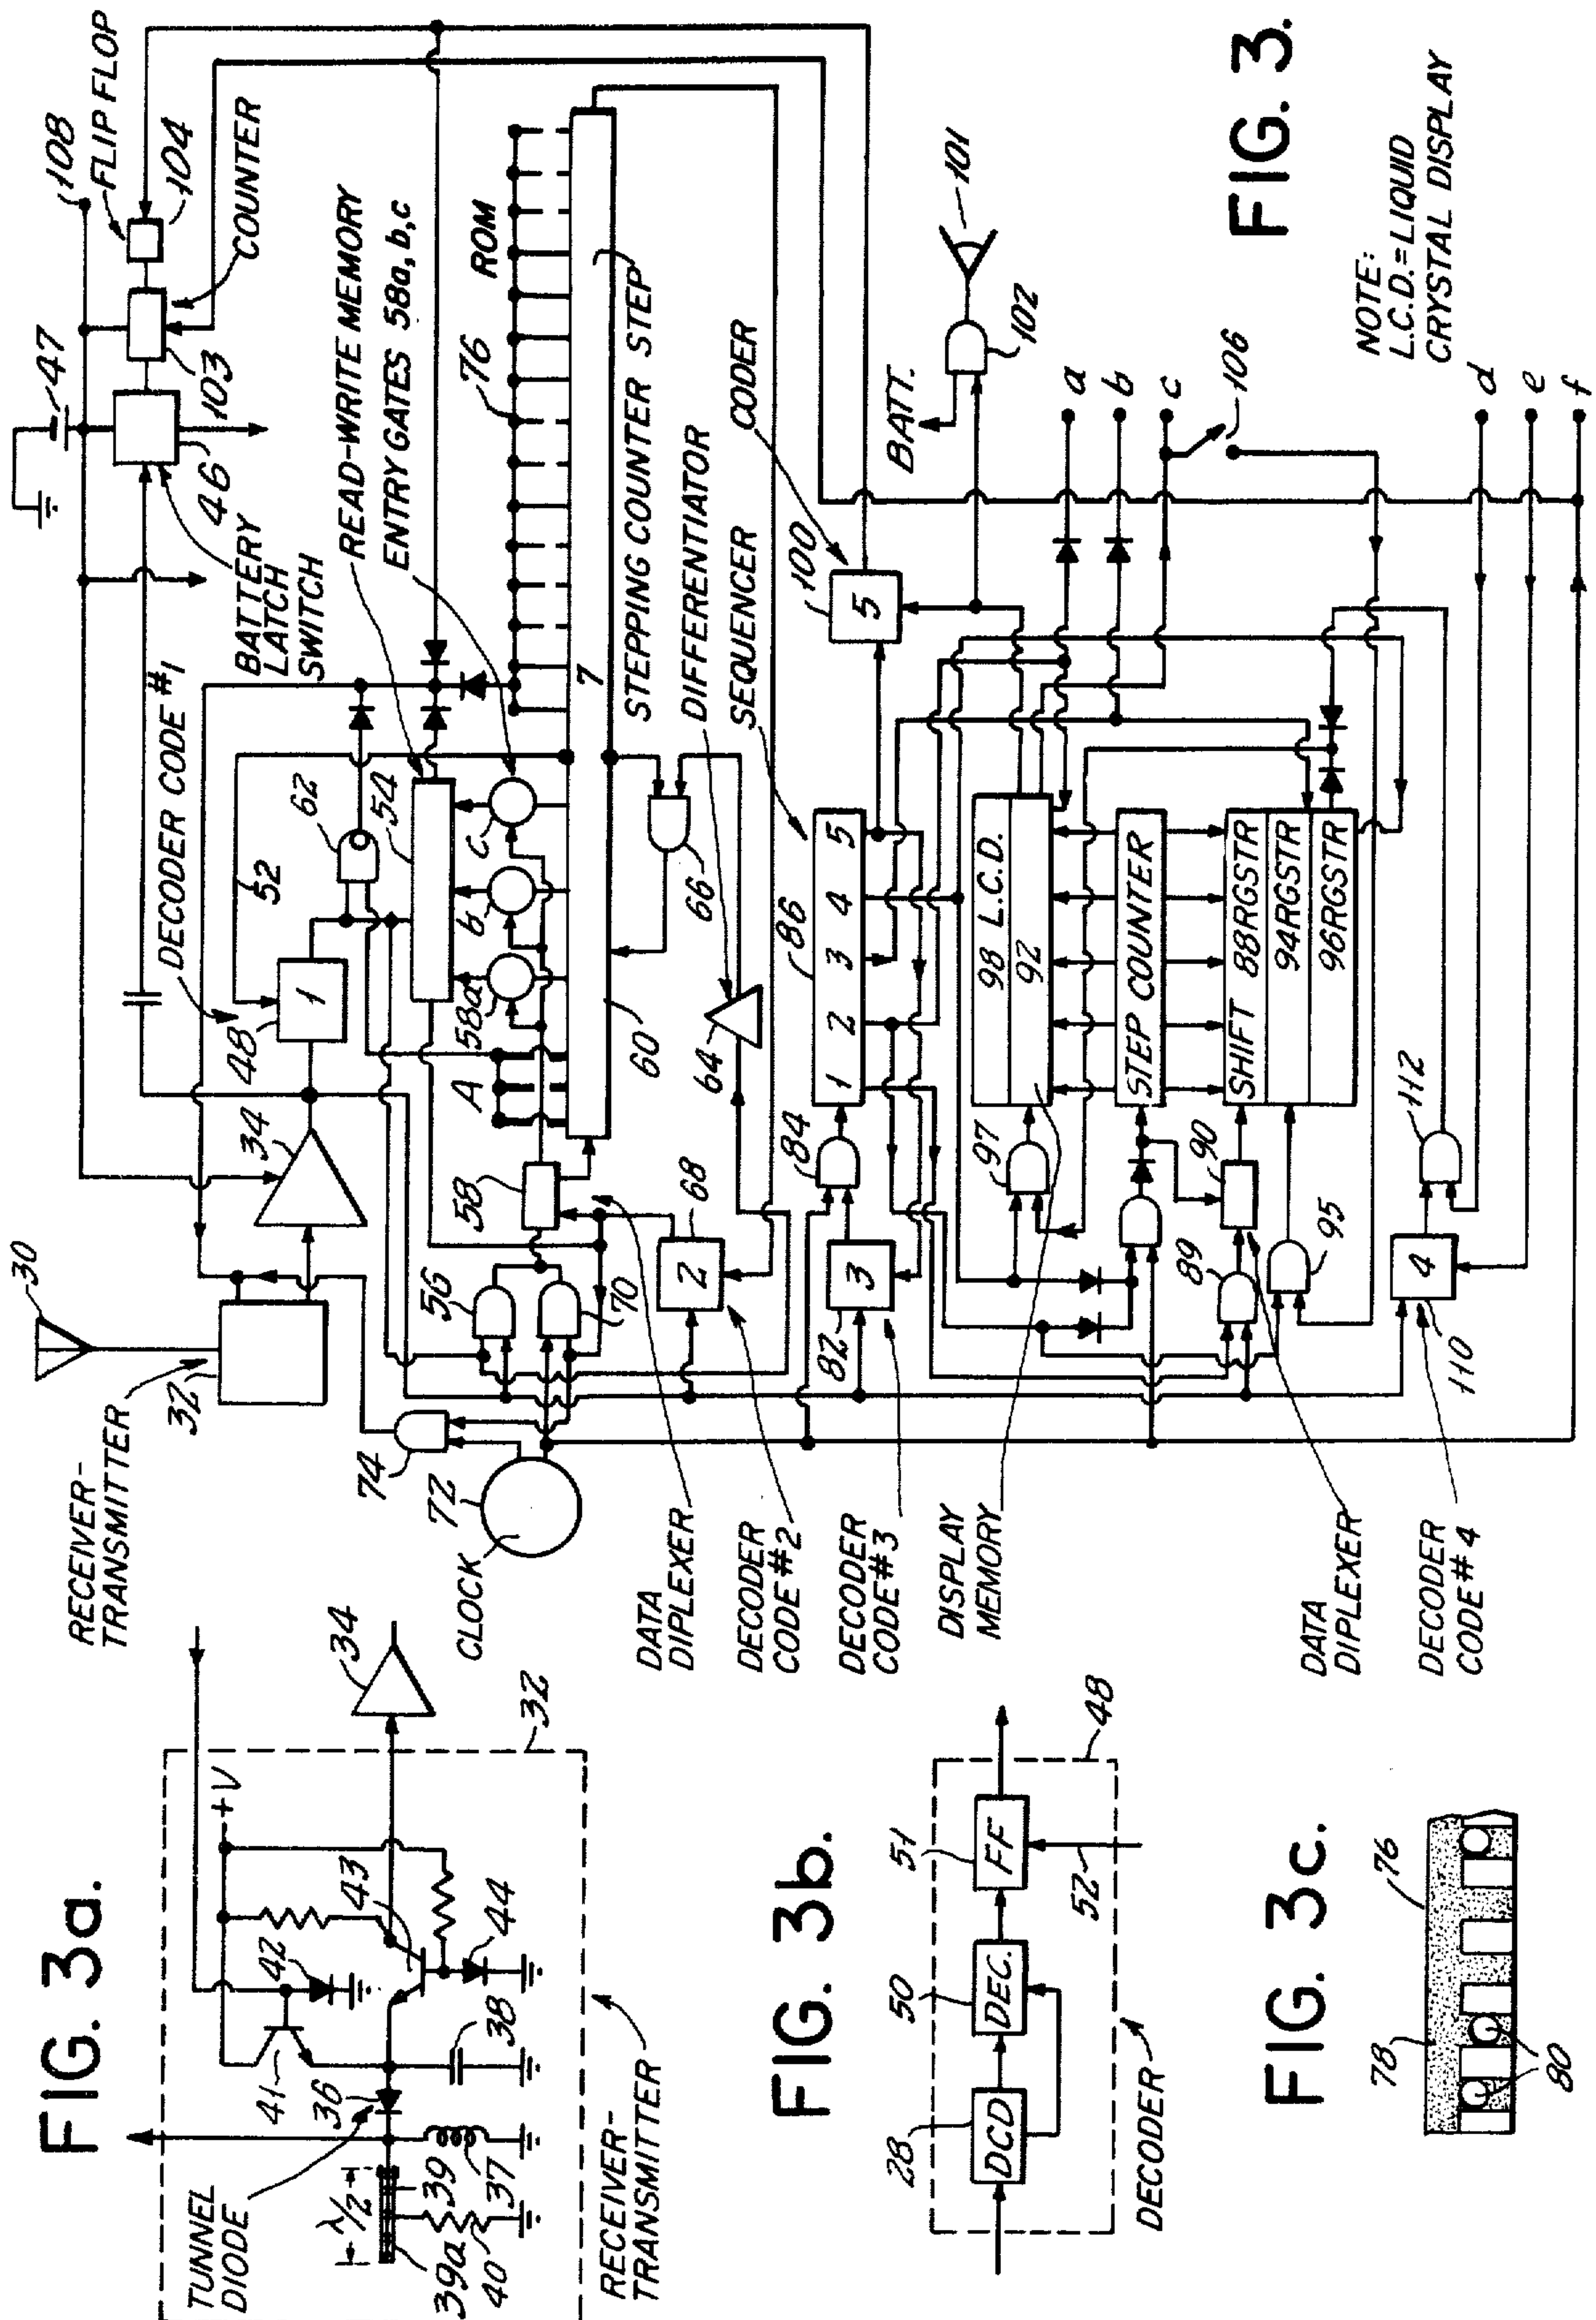 FIG. 3a.
TUNNEL
DIODE
λ/2
39a
39
40
37
36
41
42
38
43
44
+V
34
32
RECEIVER-
TRANSMITTER
FIG. 3b.
28
DCD
50
DEC.
51
FF
52
48
DECODER
FIG. 3c.
78
76
80
FIG. 3.
RECEIVER-
TRANSMITTER
32
30
34
74
72
CLOCK
48
1
DECODER CODE #1
52
62
54
56
70
58
A
58a
b
c
BATTERY
LATCH
SWITCH
46
47
103
COUNTER
104
FLIP FLOP
108
READ-WRITE MEMORY
ENTRY GATES 58a,b,c
76
ROM
7
60
STEPPING COUNTER STEP
66
64
DIFFERENTIATOR
68
2
DATA
DIPLEXER
DECODER
CODE #2
82
3
DECODER
CODE #3
84
86
1 2 3 4 5
SEQUENCER
100
5
CODER
BATT.
102
101
97
98 L.C.D.
92
DISPLAY
MEMORY
STEP COUNTER
SHIFT 88RGSTR
94RGSTR
96RGSTR
89
90
95
DATA
DIPLEXER
110
4
112
DECODER
CODE #4
106
a
b
c
d
e
f
NOTE:
L.C.D.=LIQUID
CRYSTAL DISPLAY